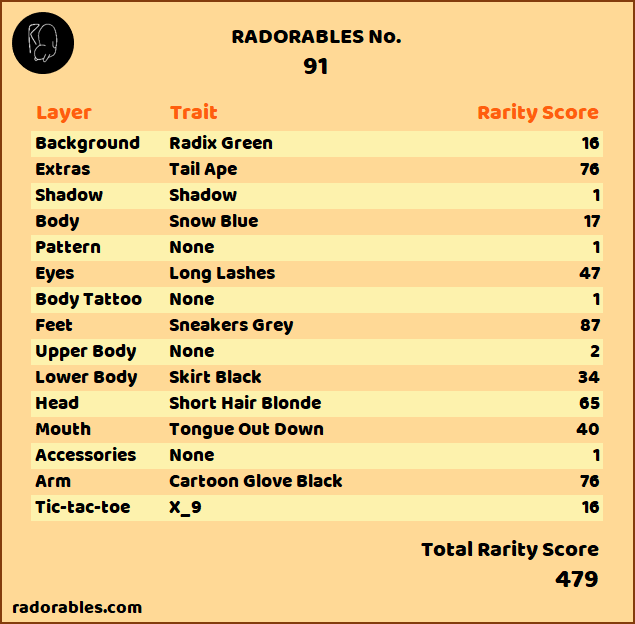 RADORABLES No.
91
Layer Trait Rarity Score
Background Radix Green 16
Extras Tail Ape 76
Shadow Shadow 1
Body Snow Blue 17
Pattern None 1
Eyes Long Lashes 47
Body Tattoo None 1
Feet Sneakers Grey 87
Upper Body None 2
Lower Body Skirt Black 34
Head Short Hair Blonde 65
Mouth Tongue Out Down 40
Accessories None 1
Arm Cartoon Glove Black 76
Tic-tac-toe X_9 16
Total Rarity Score
479
radorables.com